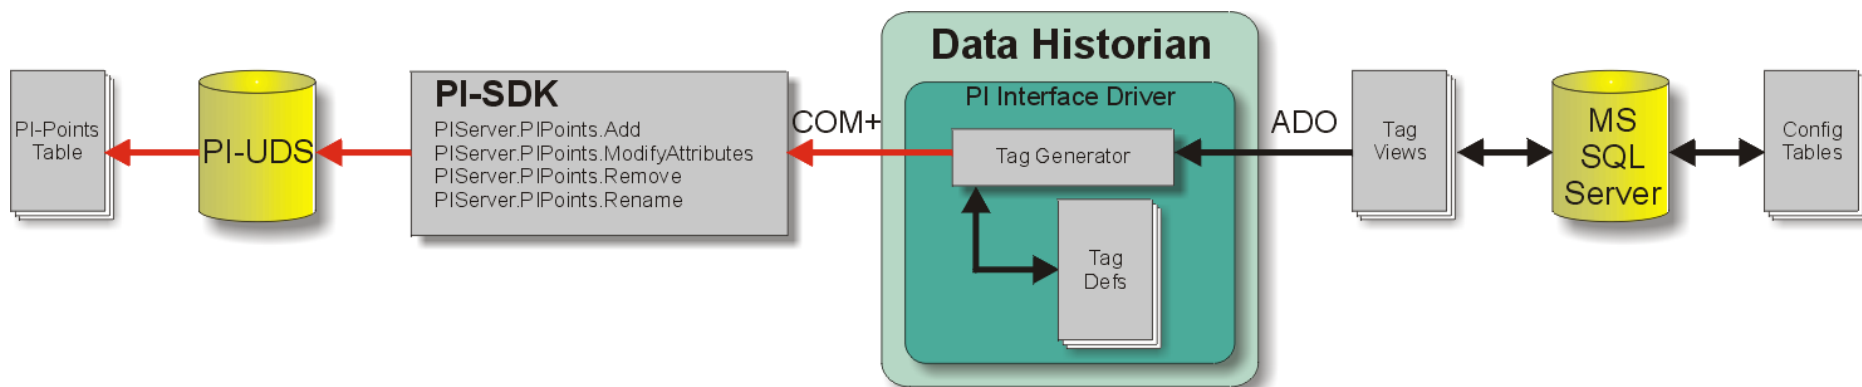 PI-Points
Table
PI-UDS
PI-SDK
PIServer.PIPoints.Add
PIServer.PIPoints.ModifyAttributes
PIServer.PIPoints.Remove
PIServer.PIPoints.Rename
COM+
Data Historian
PI Interface Driver
Tag Generator
Tag
Defs
ADO
Tag
Views
MS
SQL
Server
Config
Tables